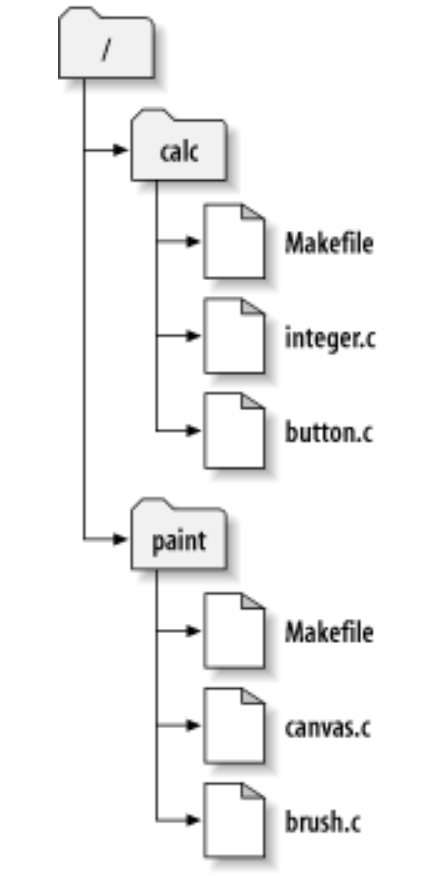 /
calc
Makefile
integer.c
button.c
paint
Makefile
canvas.c
brush.c